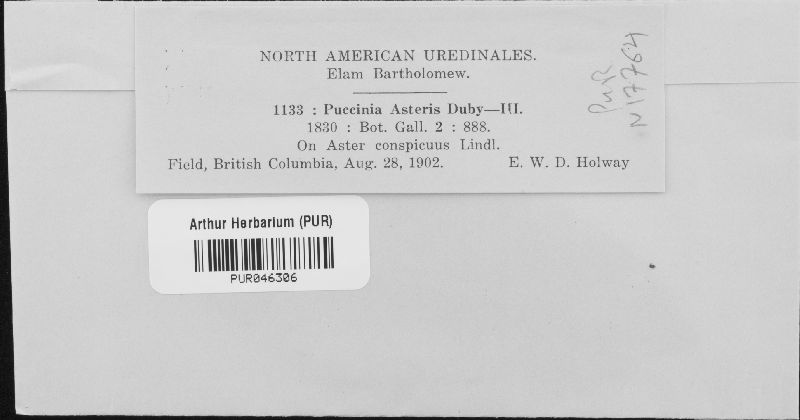 NORTH AMERICAN UREDINALES.
Elam Bartholomew.
1133 : Puccinia Asteris Duby—III.
1830 : Bot. Gall. 2 : 888.
On Aster conspicuus Lindl.
Field, British Columbia, Aug. 28, 1902. E. W. D. Holway
PUR
N17764
Arthur Herbarium (PUR)
PUR046306